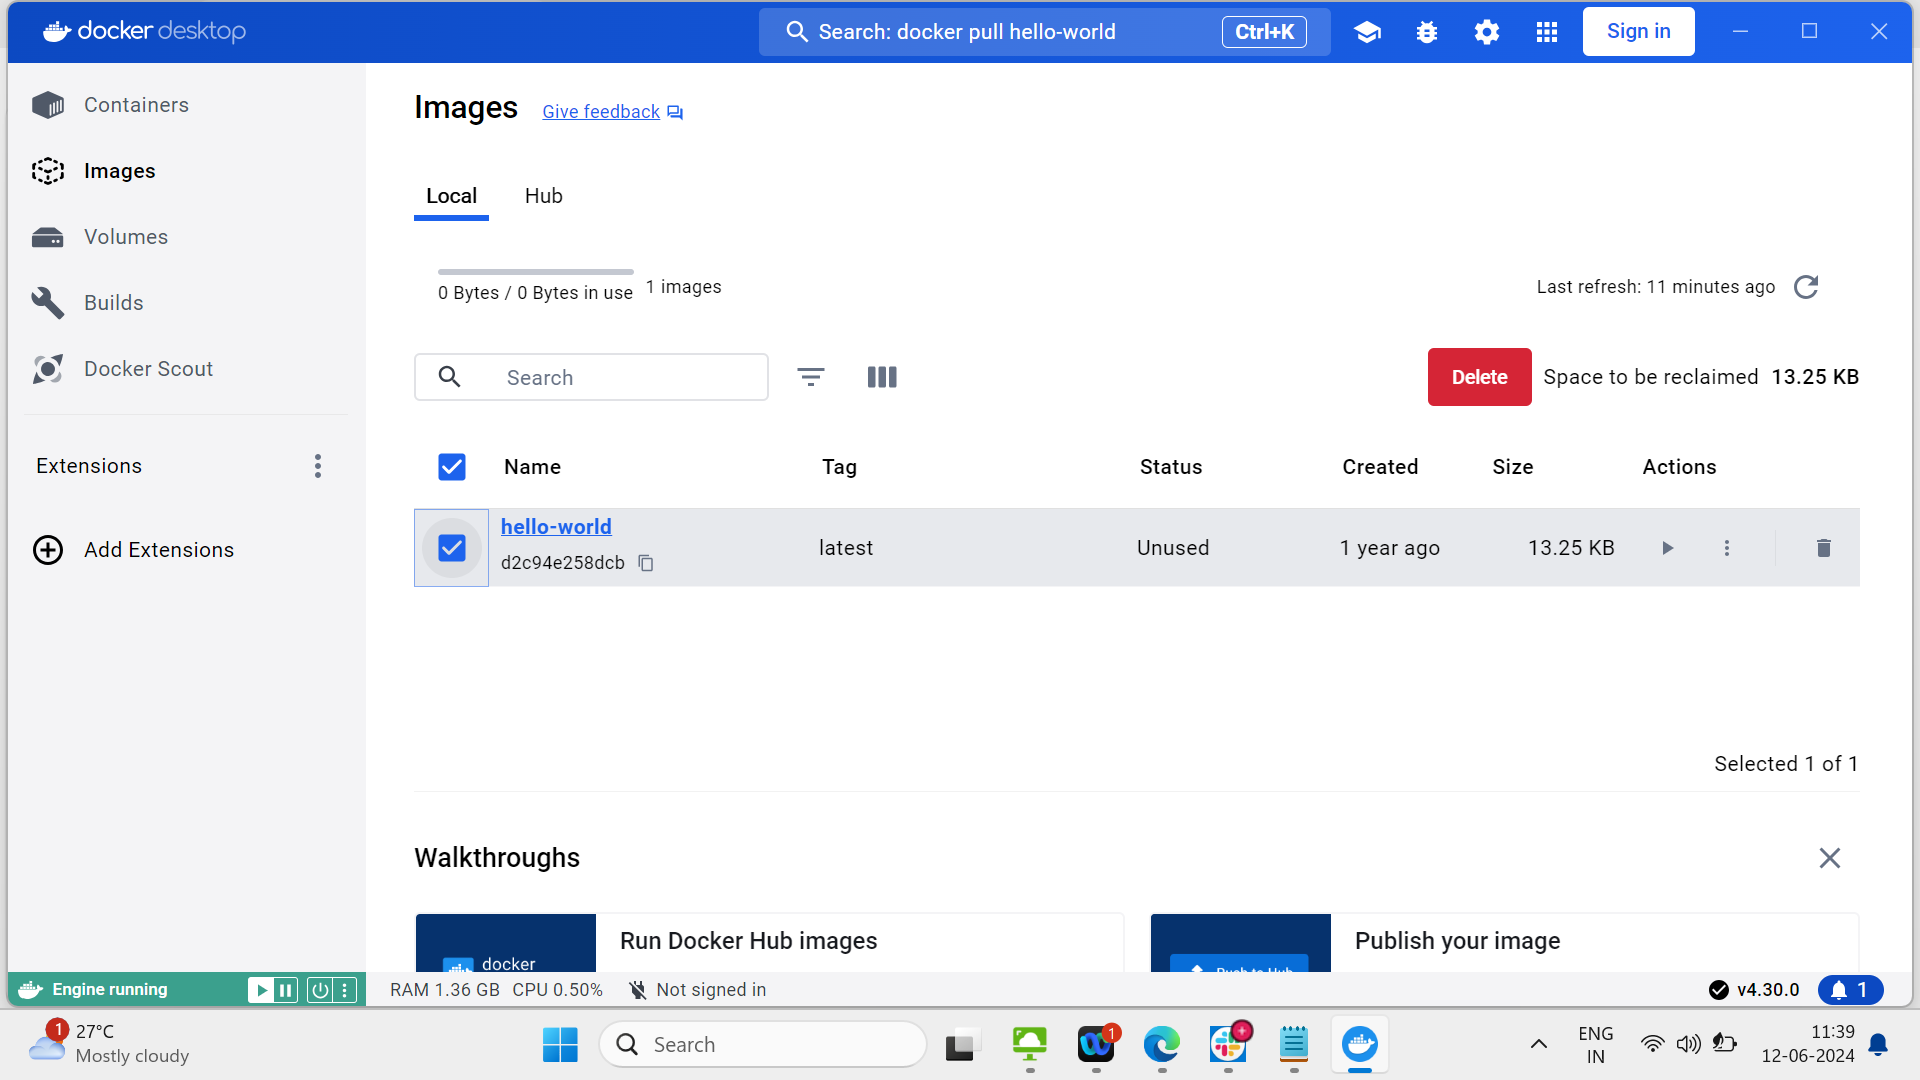 docker desktop
Search: docker pull hello-world
Ctrl+K
Sign in
Containers
Images
Volumes
Builds
Docker Scout
Extensions
Add Extensions
Images
Give feedback
Local
Hub
0 Bytes / 0 Bytes in use
1 images
Last refresh: 11 minutes ago
Search
Delete
Space to be reclaimed 13.25 KB
Name
Tag
Status
Created
Size
Actions
hello-world
d2c94e258dcb
latest
Unused
1 year ago
13.25 KB
Selected 1 of 1
Walkthroughs
docker
Run Docker Hub images
Push to Hub
Publish your image
Engine running
RAM 1.36 GB CPU 0.50%
Not signed in
v4.30.0
1
1
27°C
Mostly cloudy
Search
1
ENG
IN
11:39
12-06-2024